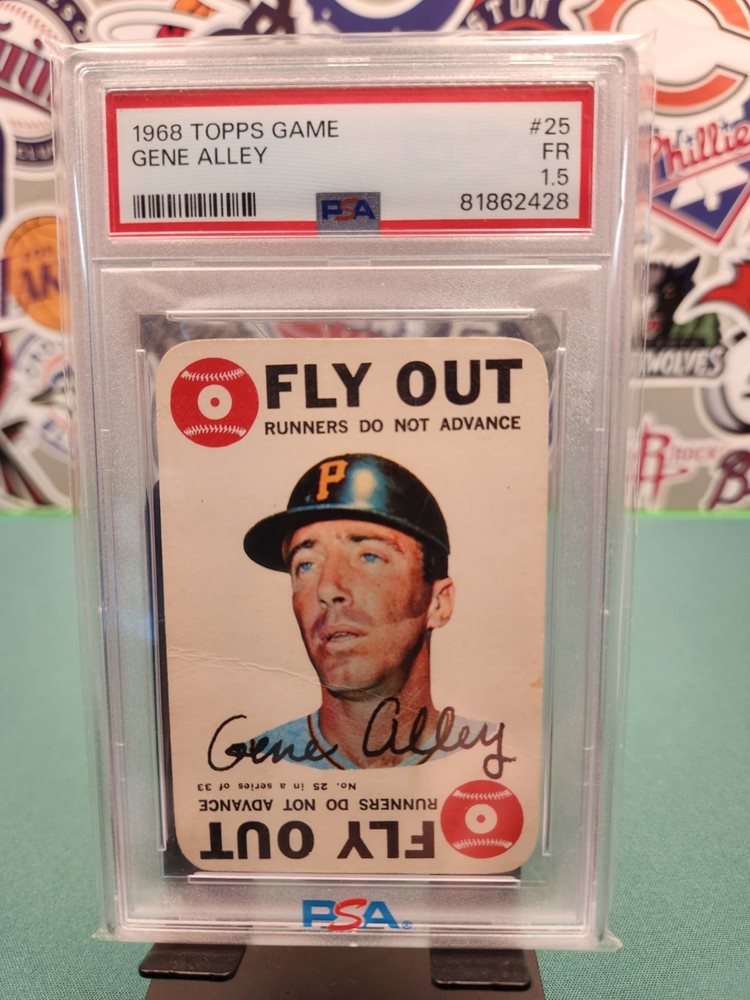 1968 TOPPS GAME #25
GENE ALLEY FR
1.5
81862428
PSA
FLY OUT
RUNNERS DO NOT ADVANCE
P
Gene Alley
No. 25 in a series of 33
RUNNERS DO NOT ADVANCE
FLY OUT
PSA
Phillie
WOLVES